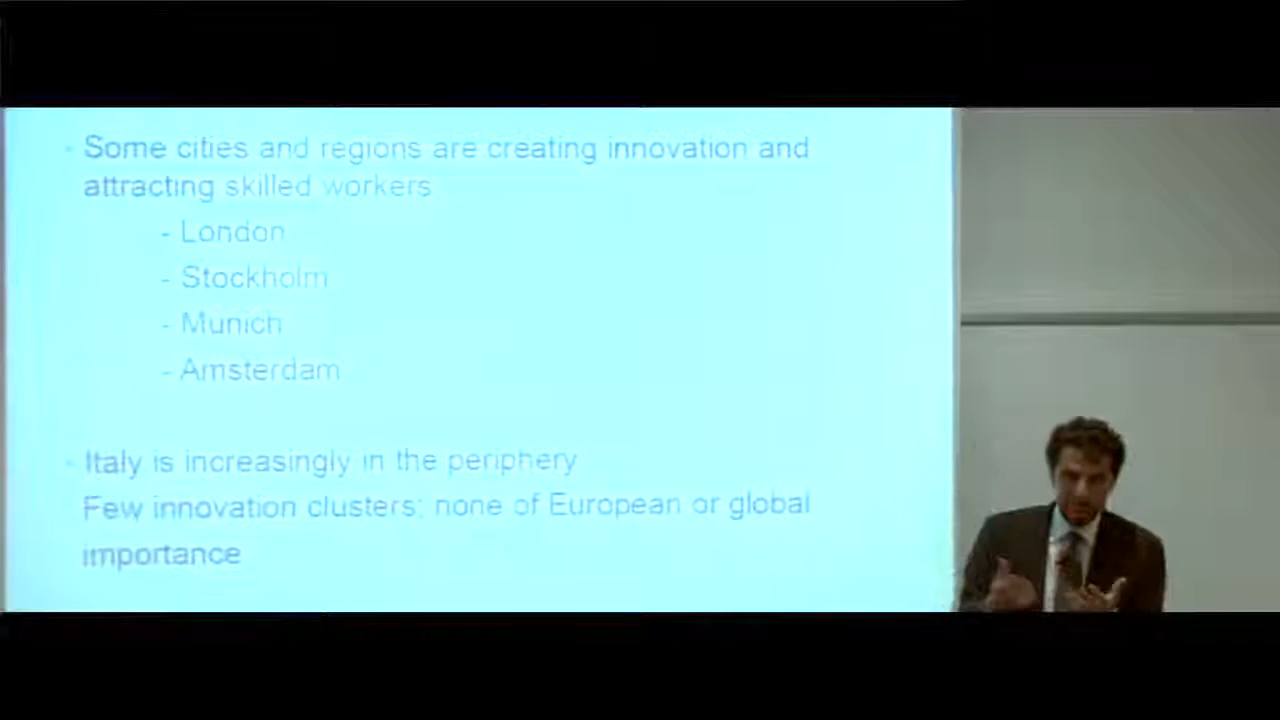 - Some cities and regions are creating innovation and
attracting skilled workers
- London
- Stockholm
- Munich
- Amsterdam
- Italy is increasingly in the periphery
Few innovation clusters; none of European or global
importance